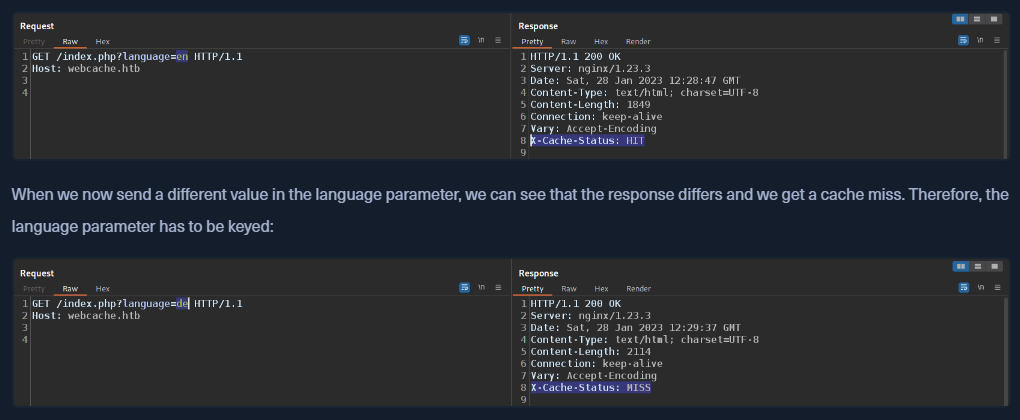 Request Response
Pretty Raw Hex \n Pretty Raw Hex Render \n
1 GET /index.php?language=en HTTP/1.1
2 Host: webcache.htb
3
4
1 HTTP/1.1 200 OK
2 Server: nginx/1.23.3
3 Date: Sat, 28 Jan 2023 12:28:47 GMT
4 Content-Type: text/html; charset=UTF-8
5 Content-Length: 1849
6 Connection: keep-alive
7 Vary: Accept-Encoding
8 X-Cache-Status: HIT
9
When we now send a different value in the language parameter, we can see that the response differs and we get a cache miss. Therefore, the
language parameter has to be keyed:
Request Response
Pretty Raw Hex \n Pretty Raw Hex Render \n
1 GET /index.php?language=de HTTP/1.1
2 Host: webcache.htb
3
4
1 HTTP/1.1 200 OK
2 Server: nginx/1.23.3
3 Date: Sat, 28 Jan 2023 12:29:37 GMT
4 Content-Type: text/html; charset=UTF-8
5 Content-Length: 2114
6 Connection: keep-alive
7 Vary: Accept-Encoding
8 X-Cache-Status: MISS
9